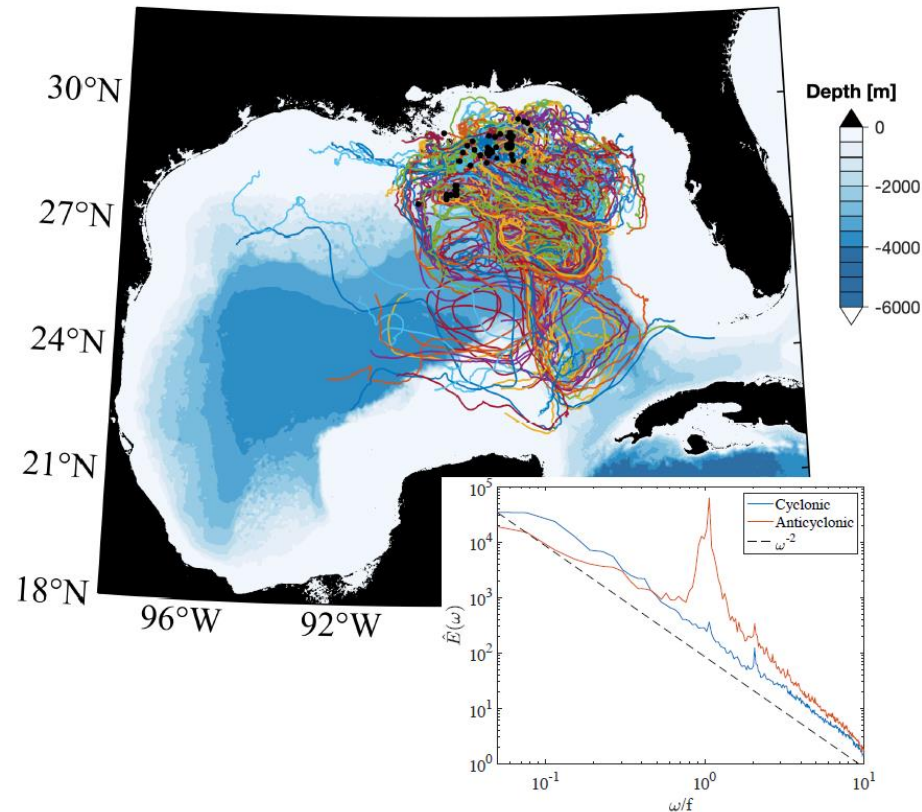 30°N
27°N
24°N
21°N
18°N
96°W
92°W
Depth [m]
0
-2000
-4000
-6000
10^5
10^4
10^3
10^2
10^1
10^0
Ê(ω)
Cyclonic
Anticyclonic
ω^-2
10^-1
10^0
10^1
ω/f